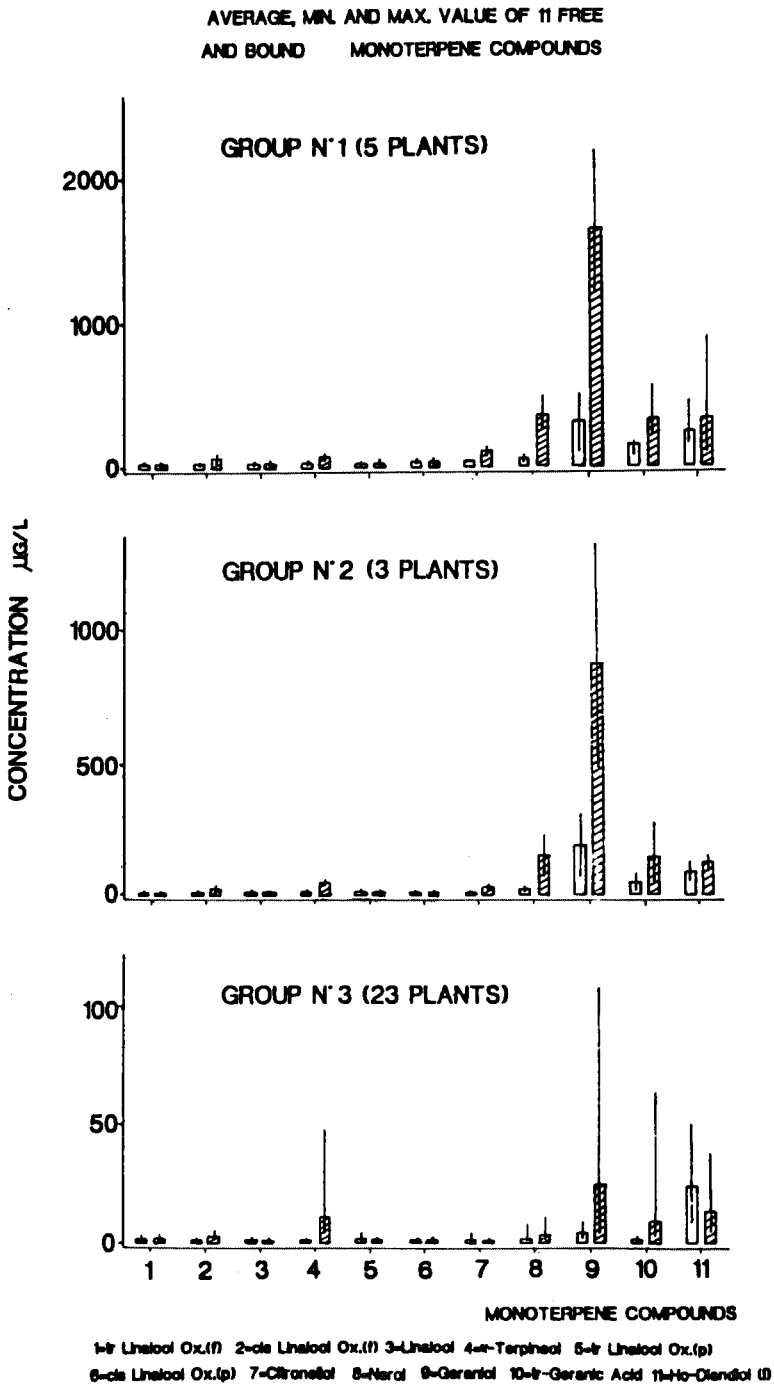 AVERAGE, MIN. AND MAX. VALUE OF 11 FREE
AND BOUND MONOTERPENE COMPOUNDS
GROUP N°1 (5 PLANTS)
2000
1000
0
GROUP N°2 (3 PLANTS)
1000
500
0
CONCENTRATION µG/L
GROUP N°3 (23 PLANTS)
100
50
0
1 2 3 4 5 6 7 8 9 10 11
MONOTERPENE COMPOUNDS
1=tr Linalool Ox.(f) 2=cis Linalool Ox.(f) 3=Linalool 4=α-Terpineol 5=tr Linalool Ox.(p)
6=cis Linalool Ox.(p) 7=Citronellol 8=Nerol 9=Geraniol 10=tr-Geranic Acid 11=Ho-Diendiol (I)